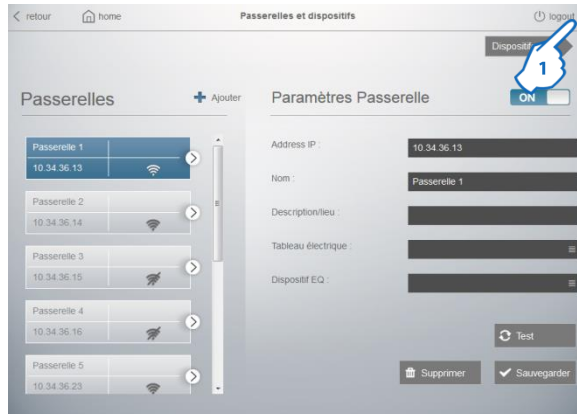 retour
home
Passerelles et dispositifs
logout
Dispositif
1
Passerelles
Ajouter
Paramètres Passerelle
ON
Passerelle 1
10.34.36.13
Passerelle 2
10.34.36.14
Passerelle 3
10.34.36.15
Passerelle 4
10.34.36.16
Passerelle 5
10.34.36.23
Address IP :
10.34.36.13
Nom :
Passerelle 1
Description/lieu :
Tableau électrique :
Dispositif EQ :
Test
Supprimer
Sauvegarder